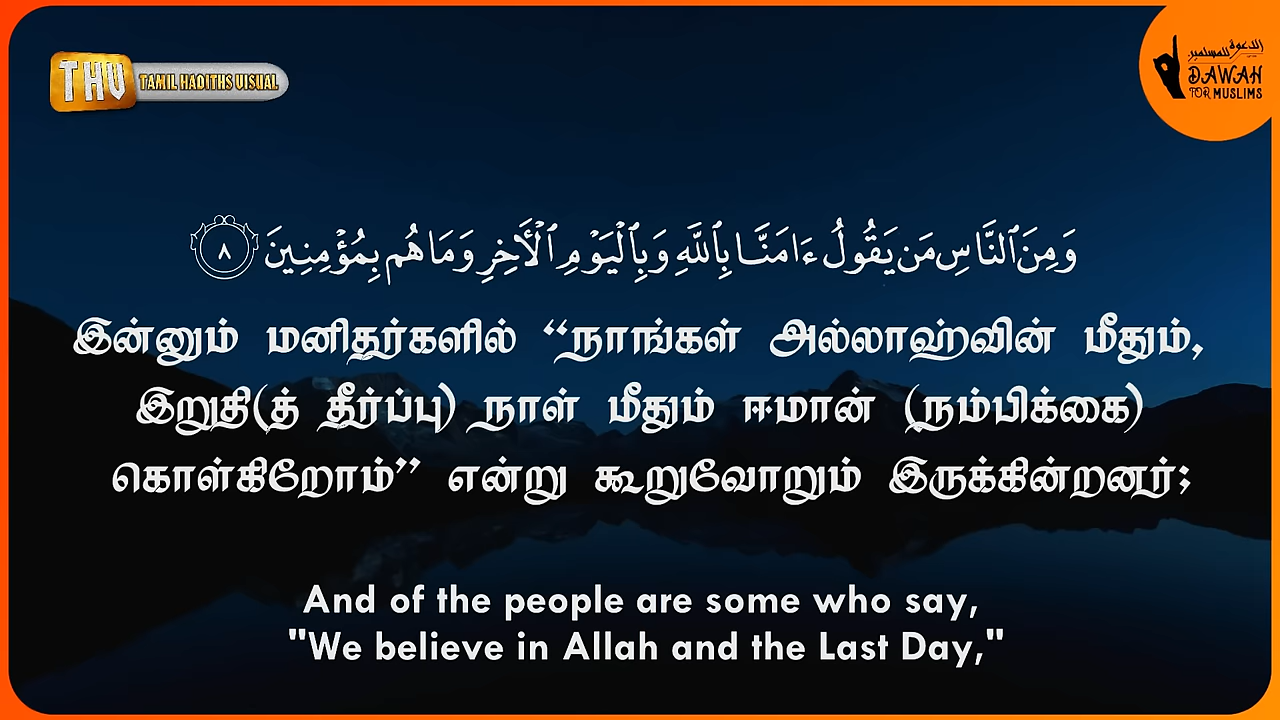 THV TAMIL HADITHS VISUAL
الدعوة للمسلمين
DAWAH
FOR MUSLIMS
وَمِنَ ٱلنَّاسِ مَن يَقُولُ ءَامَنَّا بِٱللَّهِ وَبِٱلْيَوْمِ ٱلْأَخِرِ وَمَا هُم بِمُؤْمِنِينَ ٨
இன்னும் மனிதர்களில் “நாங்கள் அல்லாஹ்வின் மீதும்,
இறுதி(த் தீர்ப்பு) நாள் மீதும் ஈமான் (நம்பிக்கை)
கொள்கிறோம்” என்று கூறுவோறும் இருக்கின்றனர்;
And of the people are some who say,
"We believe in Allah and the Last Day,"